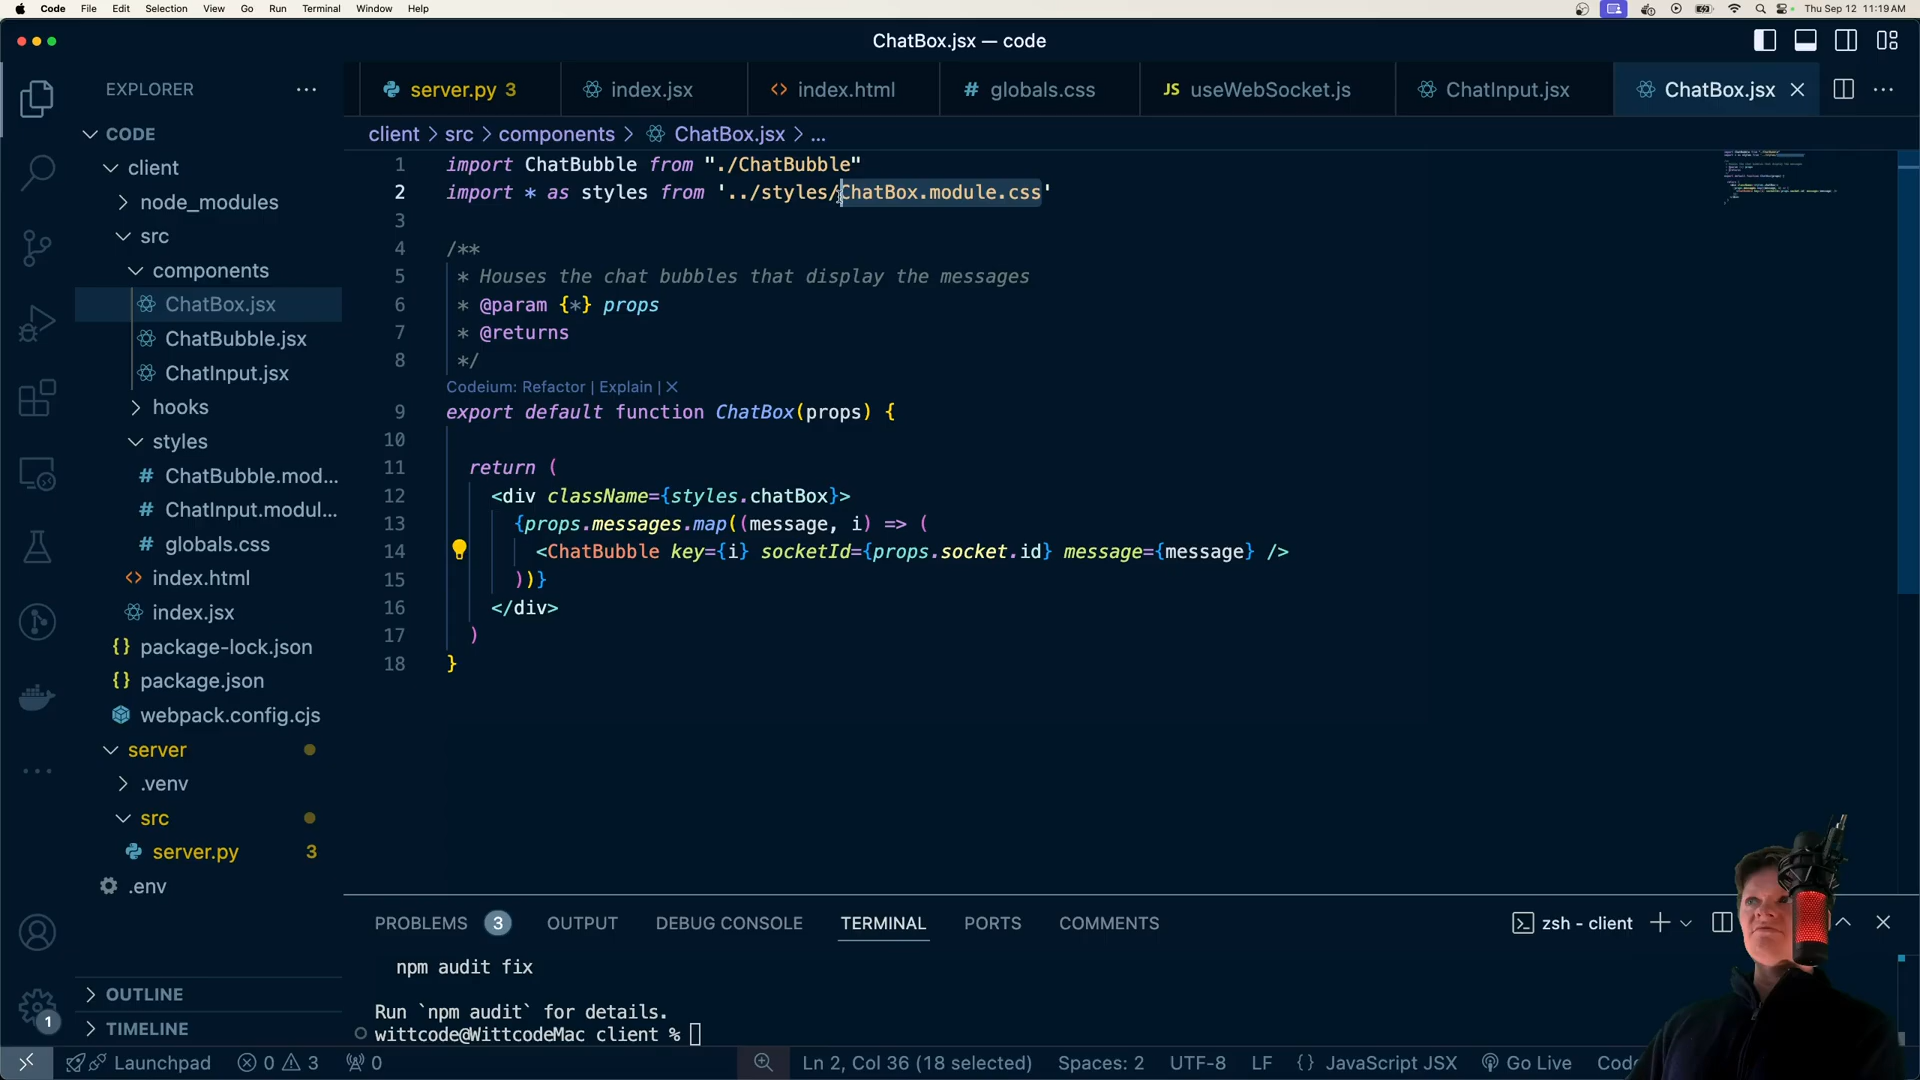 Code File Edit Selection View Go Run Terminal Window Help Thu Sep 12 11:19 AM
ChatBox.jsx — code
EXPLORER
server.py 3 index.jsx index.html globals.css useWebSocket.js ChatInput.jsx ChatBox.jsx
client > src > components > ChatBox.jsx > ...
CODE
client
node_modules
src
components
ChatBox.jsx
ChatBubble.jsx
ChatInput.jsx
hooks
styles
ChatBubble.mod...
ChatInput.modul...
globals.css
index.html
index.jsx
package-lock.json
package.json
webpack.config.cjs
server
.venv
src
server.py 3
.env
OUTLINE
TIMELINE
1 import ChatBubble from "./ChatBubble"
2 import * as styles from '../styles/ChatBox.module.css'
3
4 /**
5 * Houses the chat bubbles that display the messages
6 * @param {*} props
7 * @returns
8 */
Codeium: Refactor | Explain | ✕
9 export default function ChatBox(props) {
10
11 return (
12 <div className={styles.chatBox}>
13 {props.messages.map((message, i) => (
14 <ChatBubble key={i} socketId={props.socket.id} message={message} />
15 ))}
16 </div>
17 )
18 }
PROBLEMS 3 OUTPUT DEBUG CONSOLE TERMINAL PORTS COMMENTS zsh - client
npm audit fix
Run `npm audit` for details.
wittcode@WittcodeMac client %
1
Launchpad 0 3 0 Ln 2, Col 36 (18 selected) Spaces: 2 UTF-8 LF {} JavaScript JSX Go Live